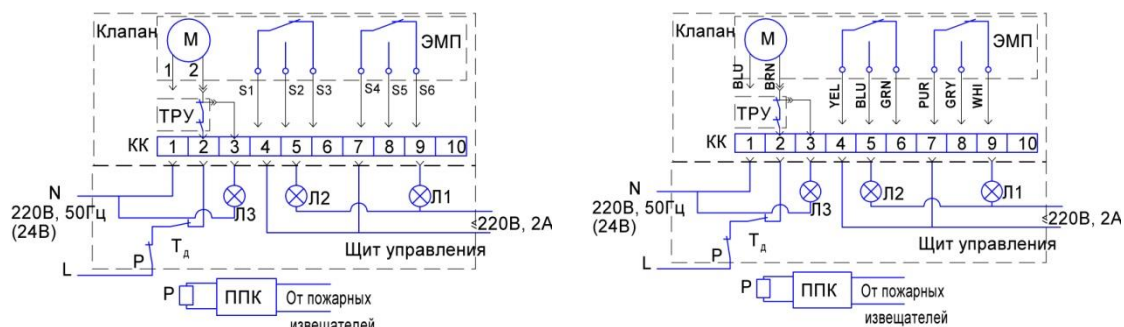 Клапан
М
ЭМП
1 2
S1 S2 S3 S4 S5 S6
ТРУ
КК 1 2 3 4 5 6 7 8 9 10
N
220В, 50Гц
(24В)
Л3 Л2 Л1
≤220В, 2А
Тд
Щит управления
Р
L
Р ППК От пожарных
извещателей
Клапан
М
ЭМП
BLU BRN YEL BLU GRN PUR GRY WHI
ТРУ
КК 1 2 3 4 5 6 7 8 9 10
N
220В, 50Гц
(24В)
Л3 Л2 Л1
≤220В, 2А
Тд
Щит управления
Р
L
Р ППК От пожарных
извещателей